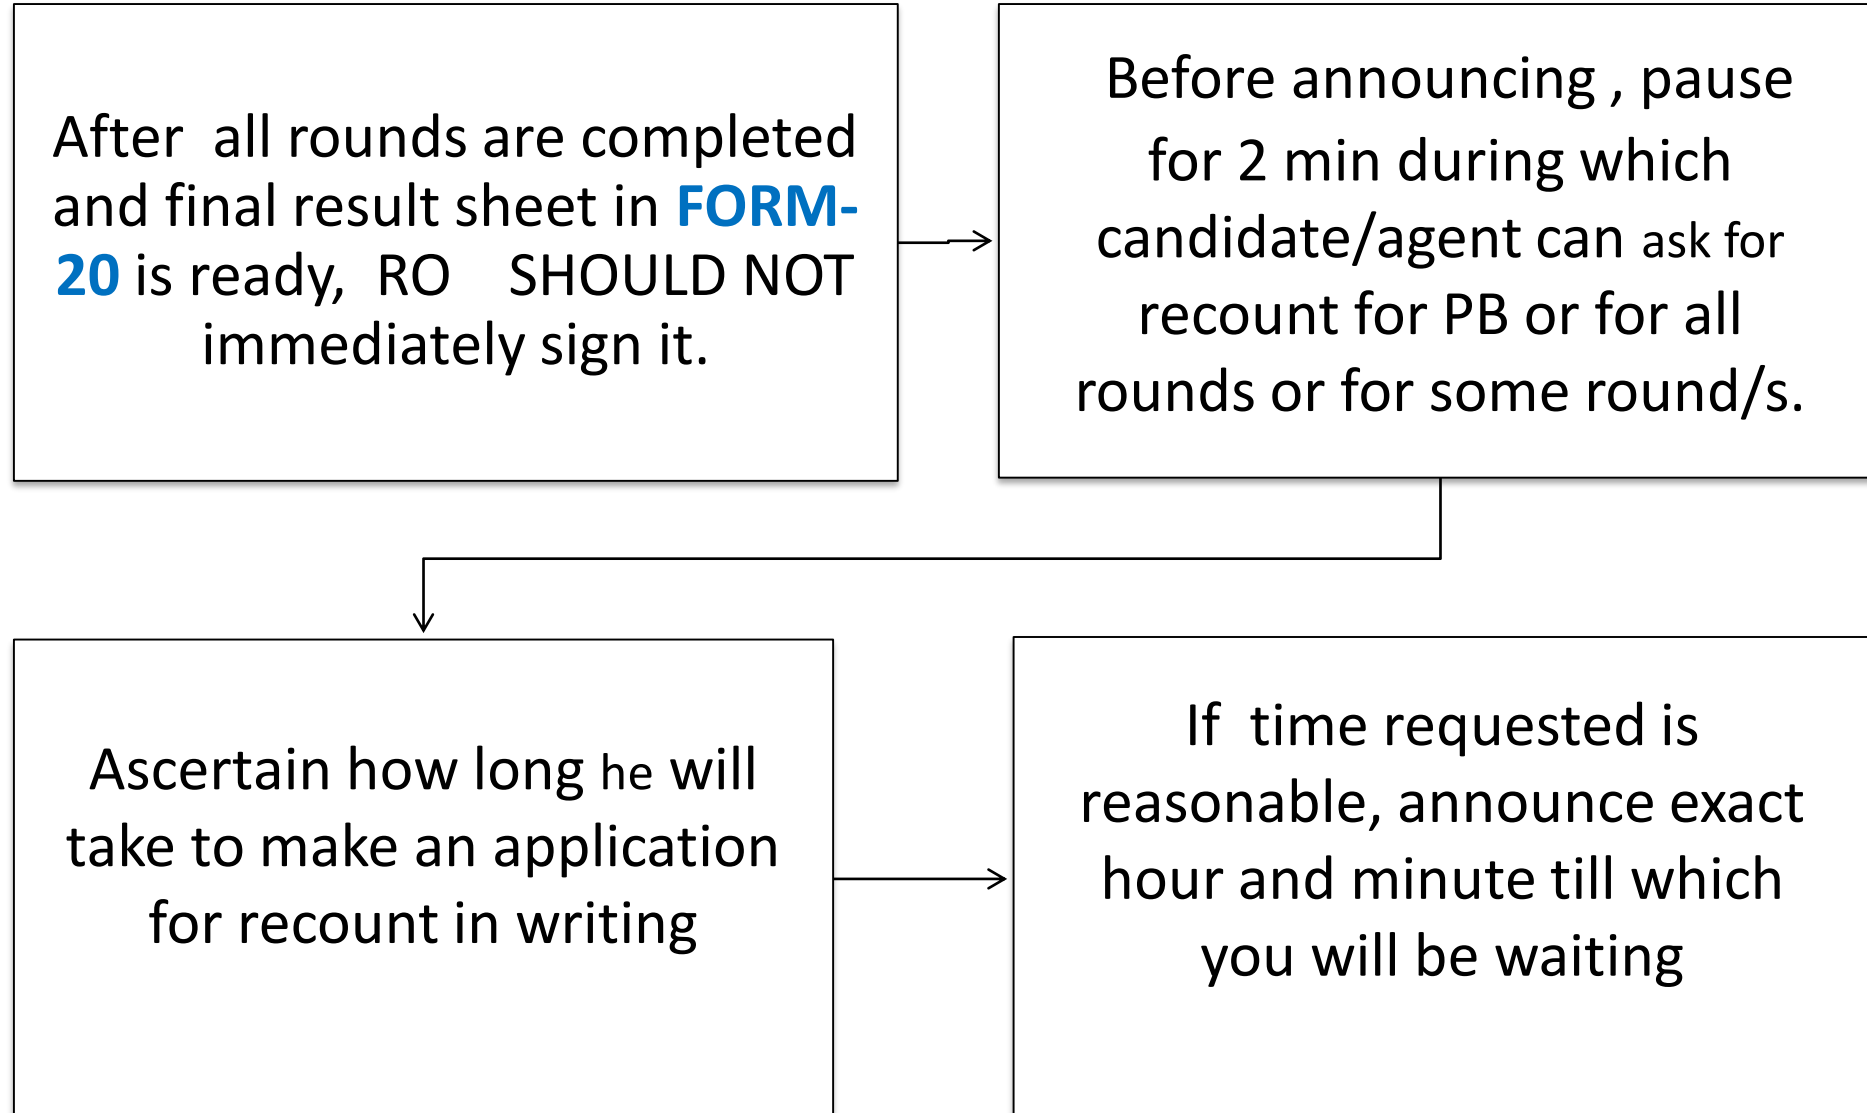 After  all rounds are completed
and final result sheet in FORM-
20 is ready,  RO    SHOULD NOT
immediately sign it.
Before announcing , pause
for 2 min during which
candidate/agent can ask for
recount for PB or for all
rounds or for some round/s.
Ascertain how long he will
take to make an application
for recount in writing
If  time requested is
reasonable, announce exact
hour and minute till which
you will be waiting